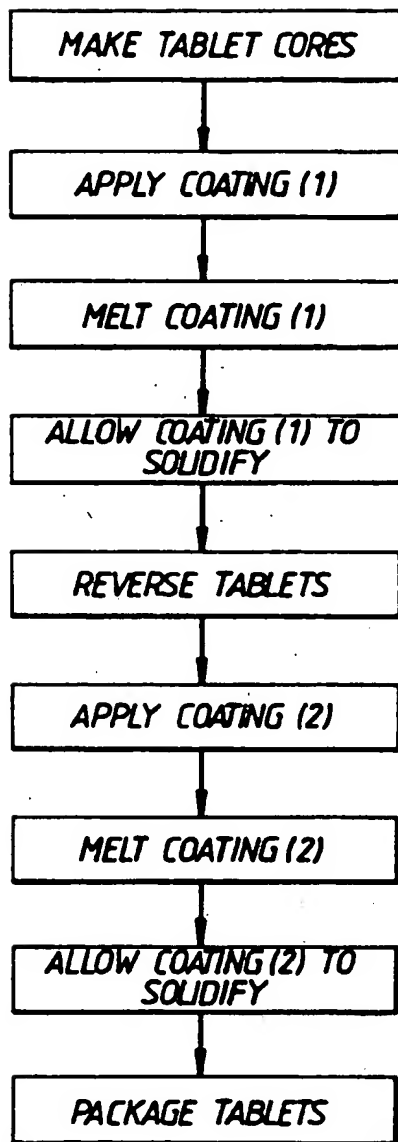 MAKE TABLET CORES
APPLY COATING (1)
MELT COATING (1)
ALLOW COATING (1) TO
SOLIDIFY
REVERSE TABLETS
APPLY COATING (2)
MELT COATING (2)
ALLOW COATING (2) TO
SOLIDIFY
PACKAGE TABLETS